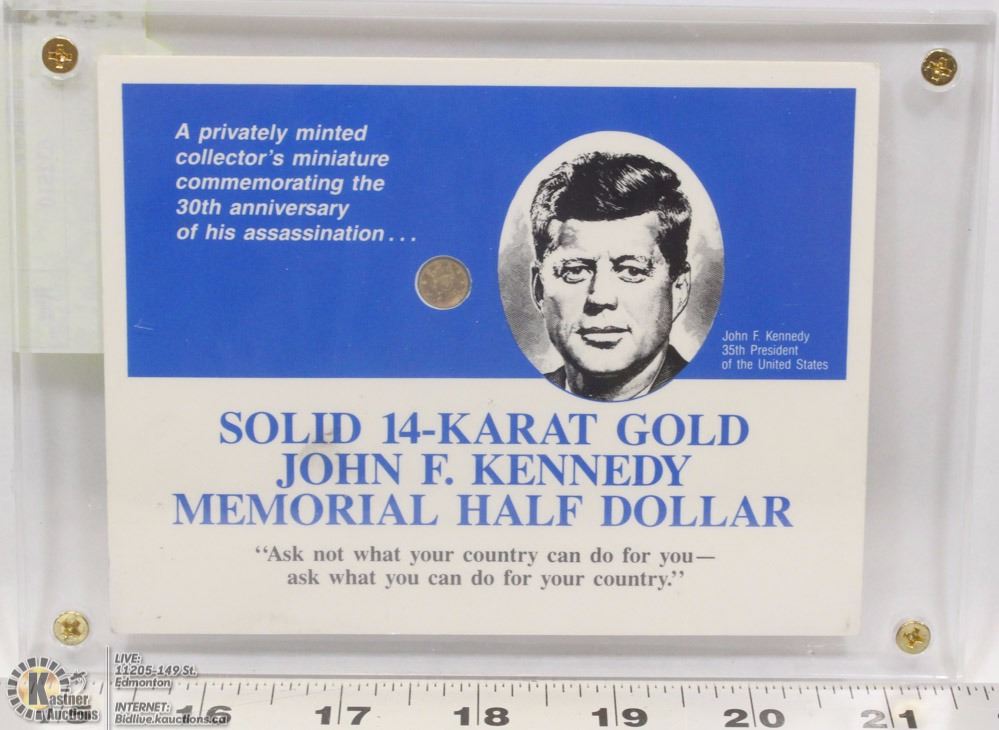 A privately minted
collector's miniature
commemorating the
30th anniversary
of his assassination...
John F. Kennedy
35th President
of the United States
SOLID 14-KARAT GOLD
JOHN F. KENNEDY
MEMORIAL HALF DOLLAR
“Ask not what your country can do for you—
ask what you can do for your country.”
Kastner
Auctions
LIVE:
11205-149 St.
Edmonton
INTERNET:
Bidlive.kauctions.ca
16 17 18 19 20 21